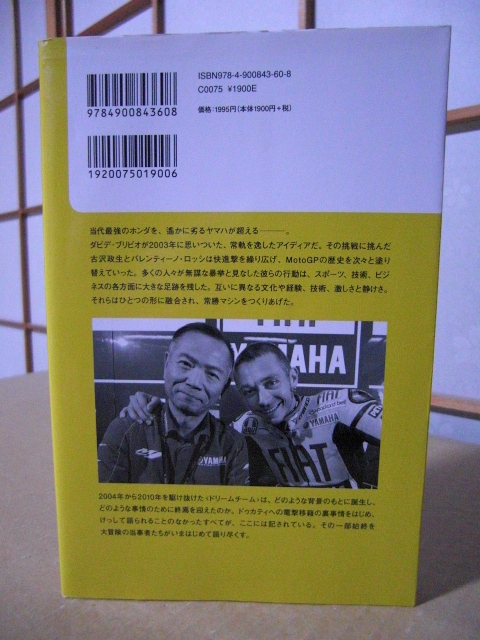 ISBN978-4-900843-60-8
C0075 ¥1900E
価格:1995円(本体1900円+税)
9784900843608
1920075019006
当代最強のホンダを、遙かに劣るヤマハが超える———。
ダビデ・ブリビオが2003年に思いついた、常軌を逸したアイディアだ。その挑戦に挑んだ
古沢政生とバレンティーノ・ロッシは快進撃を繰り広げ、MotoGPの歴史を次々と塗り
替えていった。多くの人々が無謀な暴挙と見なした彼らの行動は、スポーツ、技術、ビジ
ネスの各方面に大きな足跡を残した。互いに異なる文化や経験、技術、激しさと静けさ。
それらはひとつの形に融合され、常勝マシンをつくりあげた。
YAMAHA
FIAT
YAMAHA
YAMAHA
FIAT
2004年から2010年を駆け抜けた〈ドリームチーム〉は、どのような背景のもとに誕生し、
どのような事情のために終焉を迎えたのか。ドゥカティへの電撃移籍の裏事情をはじめ、
けっして語られることのなかったすべてが、ここには記されている。その一部始終を
大冒険の当事者たちがいまはじめて語り尽くす。